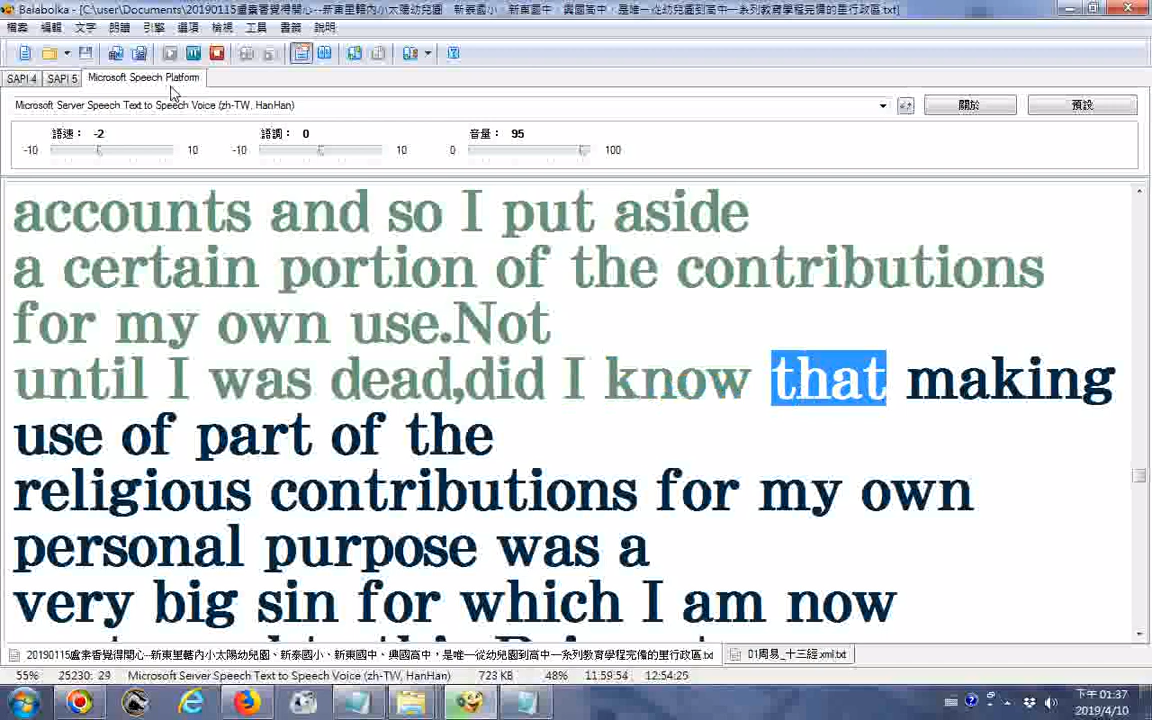 Balabolka - [C:\user\Documents\20190115盧絫香覺得開心--新東里轄內小太陽幼兒園、新泰國小、新東國中、興國高中，是唯一從幼兒園到高中一系列教育學程完備的里行政區.txt]
檔案 編輯 文字 朗讀 引擎 選項 檢視 工具 書籤 說明
SAPI 4 SAPI 5 Microsoft Speech Platform
Microsoft Server Speech Text to Speech Voice (zh-TW, HanHan) 關於 預設
語速： -2 語調： 0 音量： 95
-10 10 -10 10 0 100
accounts and so I put aside
a certain portion of the contributions
for my own use.Not
until I was dead,did I know that making
use of part of the
religious contributions for my own
personal purpose was a
very big sin for which I am now
20190115盧絫香覺得開心--新東里轄內小太陽幼兒園、新泰國小、新東國中、興國高中，是唯一從幼兒園到高中一系列教育學程完備的里行政區.txt 01周易_十三經.xml.txt
55% 25230: 29 Microsoft Server Speech Text to Speech Voice (zh-TW, HanHan) 723 KB 48% 11:59:54 12:54:25
下午 01:37
2019/4/10